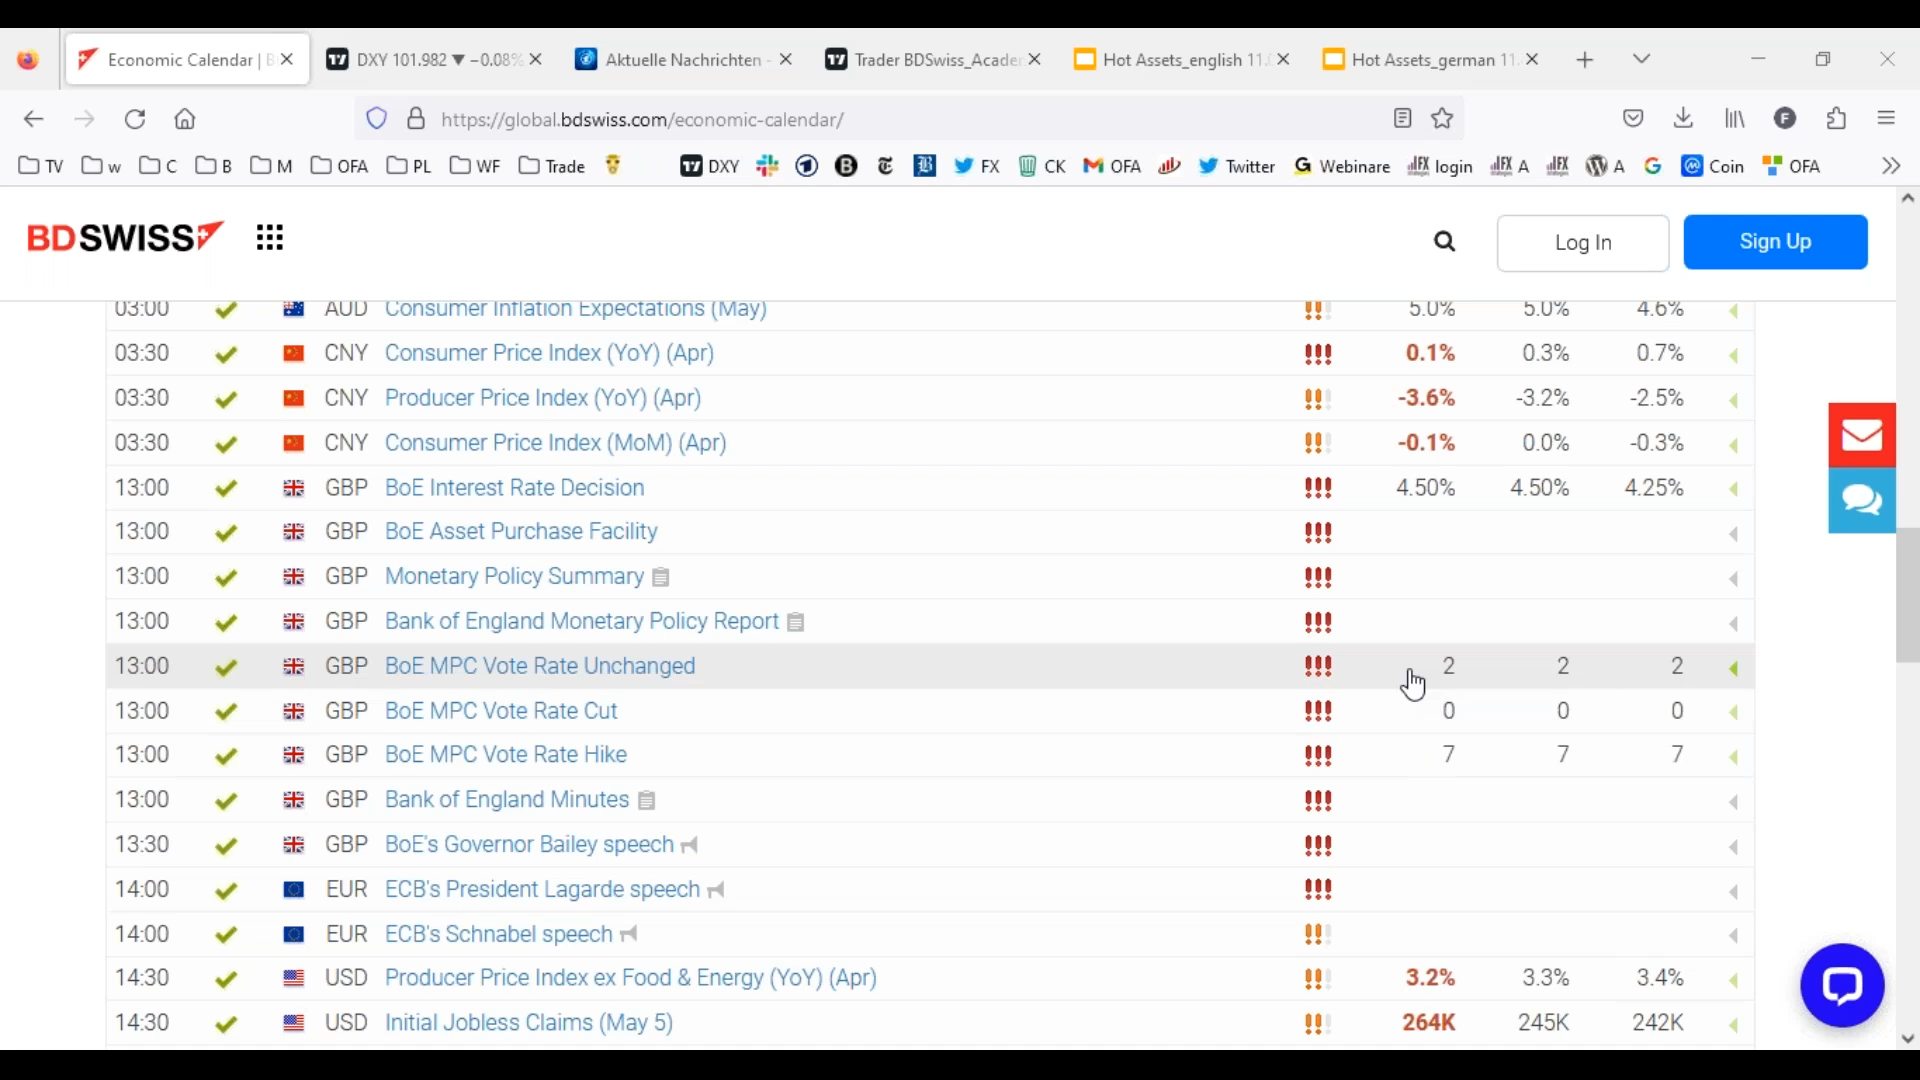 Economic Calendar | B
DXY 101.982 ▼ −0.08%
Aktuelle Nachrichten -
Trader BDSwiss_Acade
Hot Assets_english 11.
Hot Assets_german 11.
https://global.bdswiss.com/economic-calendar/
TV w C B M OFA PL WF Trade DXY FX CK OFA Twitter Webinare login A A Coin OFA
BDSWISS
Log In
Sign Up
03:00 AUD Consumer Inflation Expectations (May) 5.0% 5.0% 4.6%
03:30 CNY Consumer Price Index (YoY) (Apr) !!! 0.1% 0.3% 0.7%
03:30 CNY Producer Price Index (YoY) (Apr) !!! -3.6% -3.2% -2.5%
03:30 CNY Consumer Price Index (MoM) (Apr) !!! -0.1% 0.0% -0.3%
13:00 GBP BoE Interest Rate Decision !!! 4.50% 4.50% 4.25%
13:00 GBP BoE Asset Purchase Facility !!!
13:00 GBP Monetary Policy Summary !!!
13:00 GBP Bank of England Monetary Policy Report !!!
13:00 GBP BoE MPC Vote Rate Unchanged !!! 2 2 2
13:00 GBP BoE MPC Vote Rate Cut !!! 0 0 0
13:00 GBP BoE MPC Vote Rate Hike !!! 7 7 7
13:00 GBP Bank of England Minutes !!!
13:30 GBP BoE's Governor Bailey speech !!!
14:00 EUR ECB's President Lagarde speech !!!
14:00 EUR ECB's Schnabel speech !!!
14:30 USD Producer Price Index ex Food & Energy (YoY) (Apr) !!! 3.2% 3.3% 3.4%
14:30 USD Initial Jobless Claims (May 5) !!! 264K 245K 242K